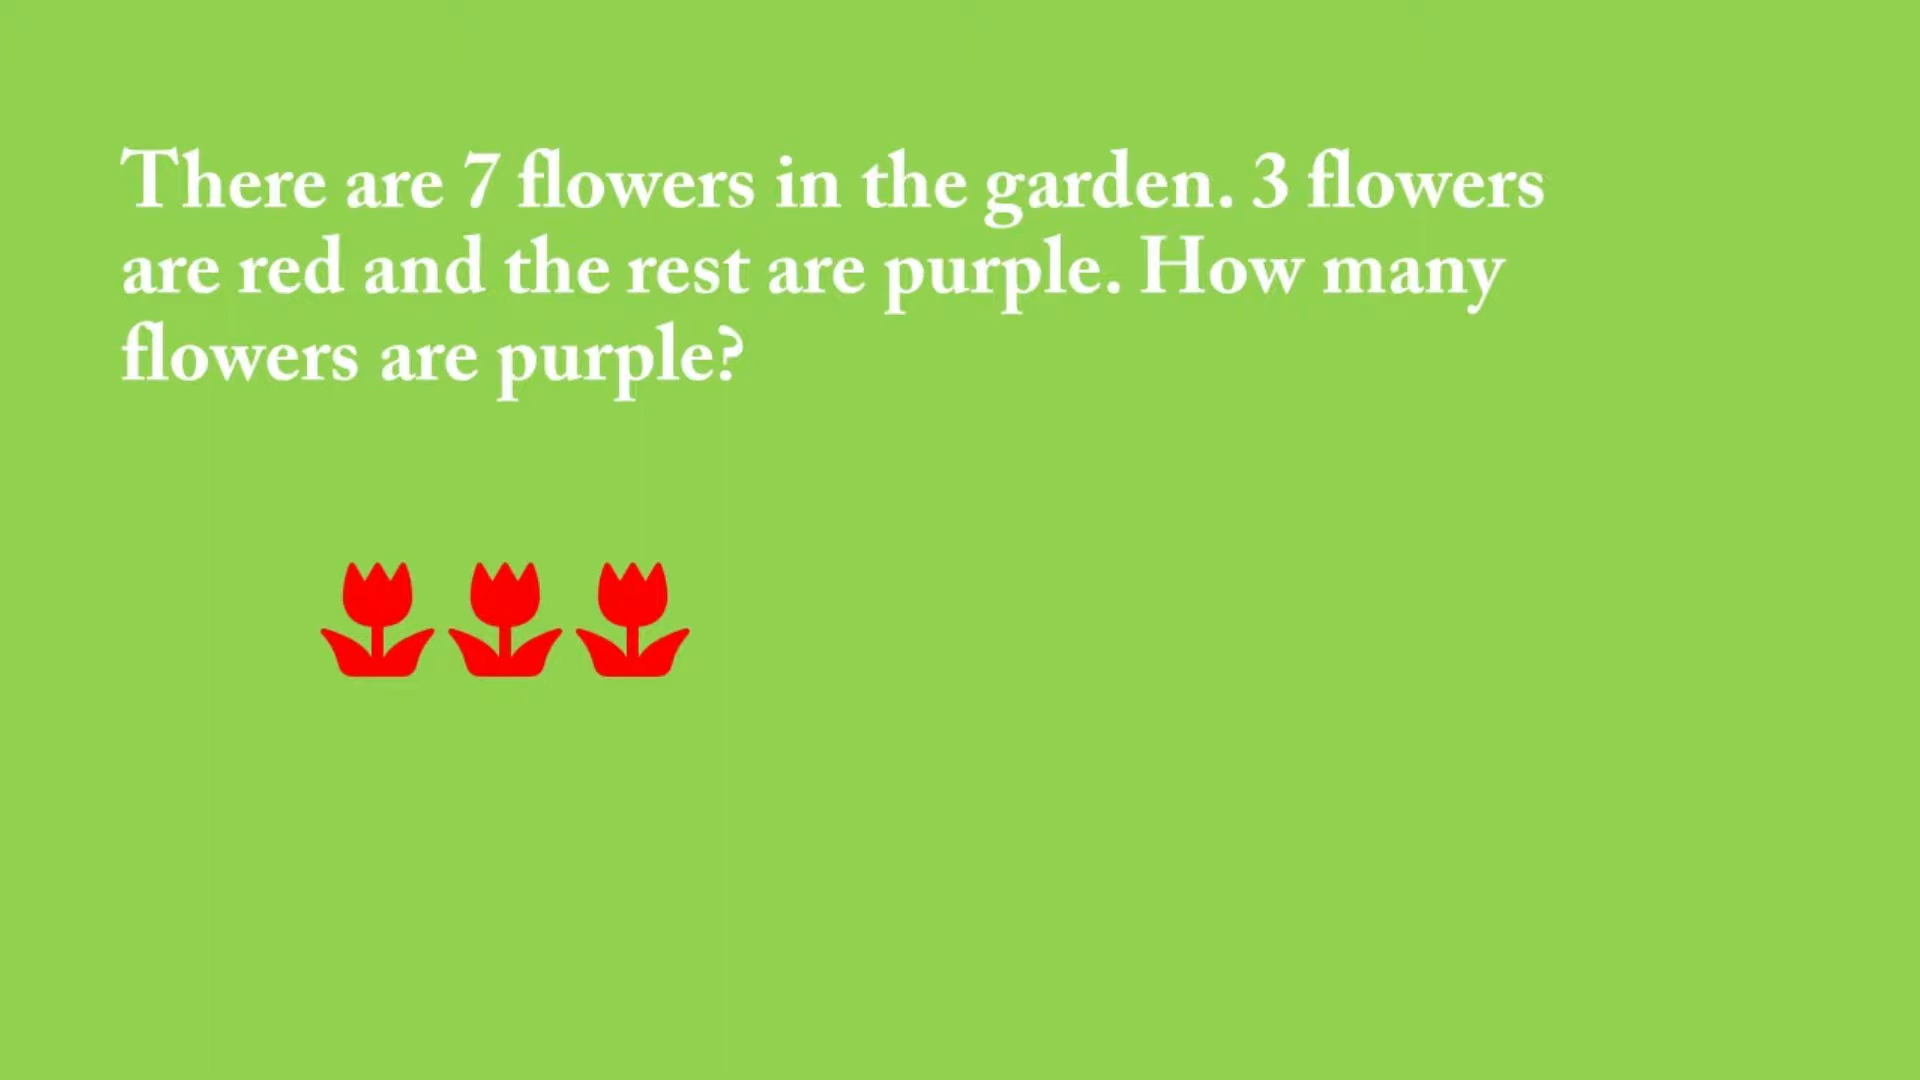 There are 7 flowers in the garden. 3 flowers
are red and the rest are purple. How many
flowers are purple?